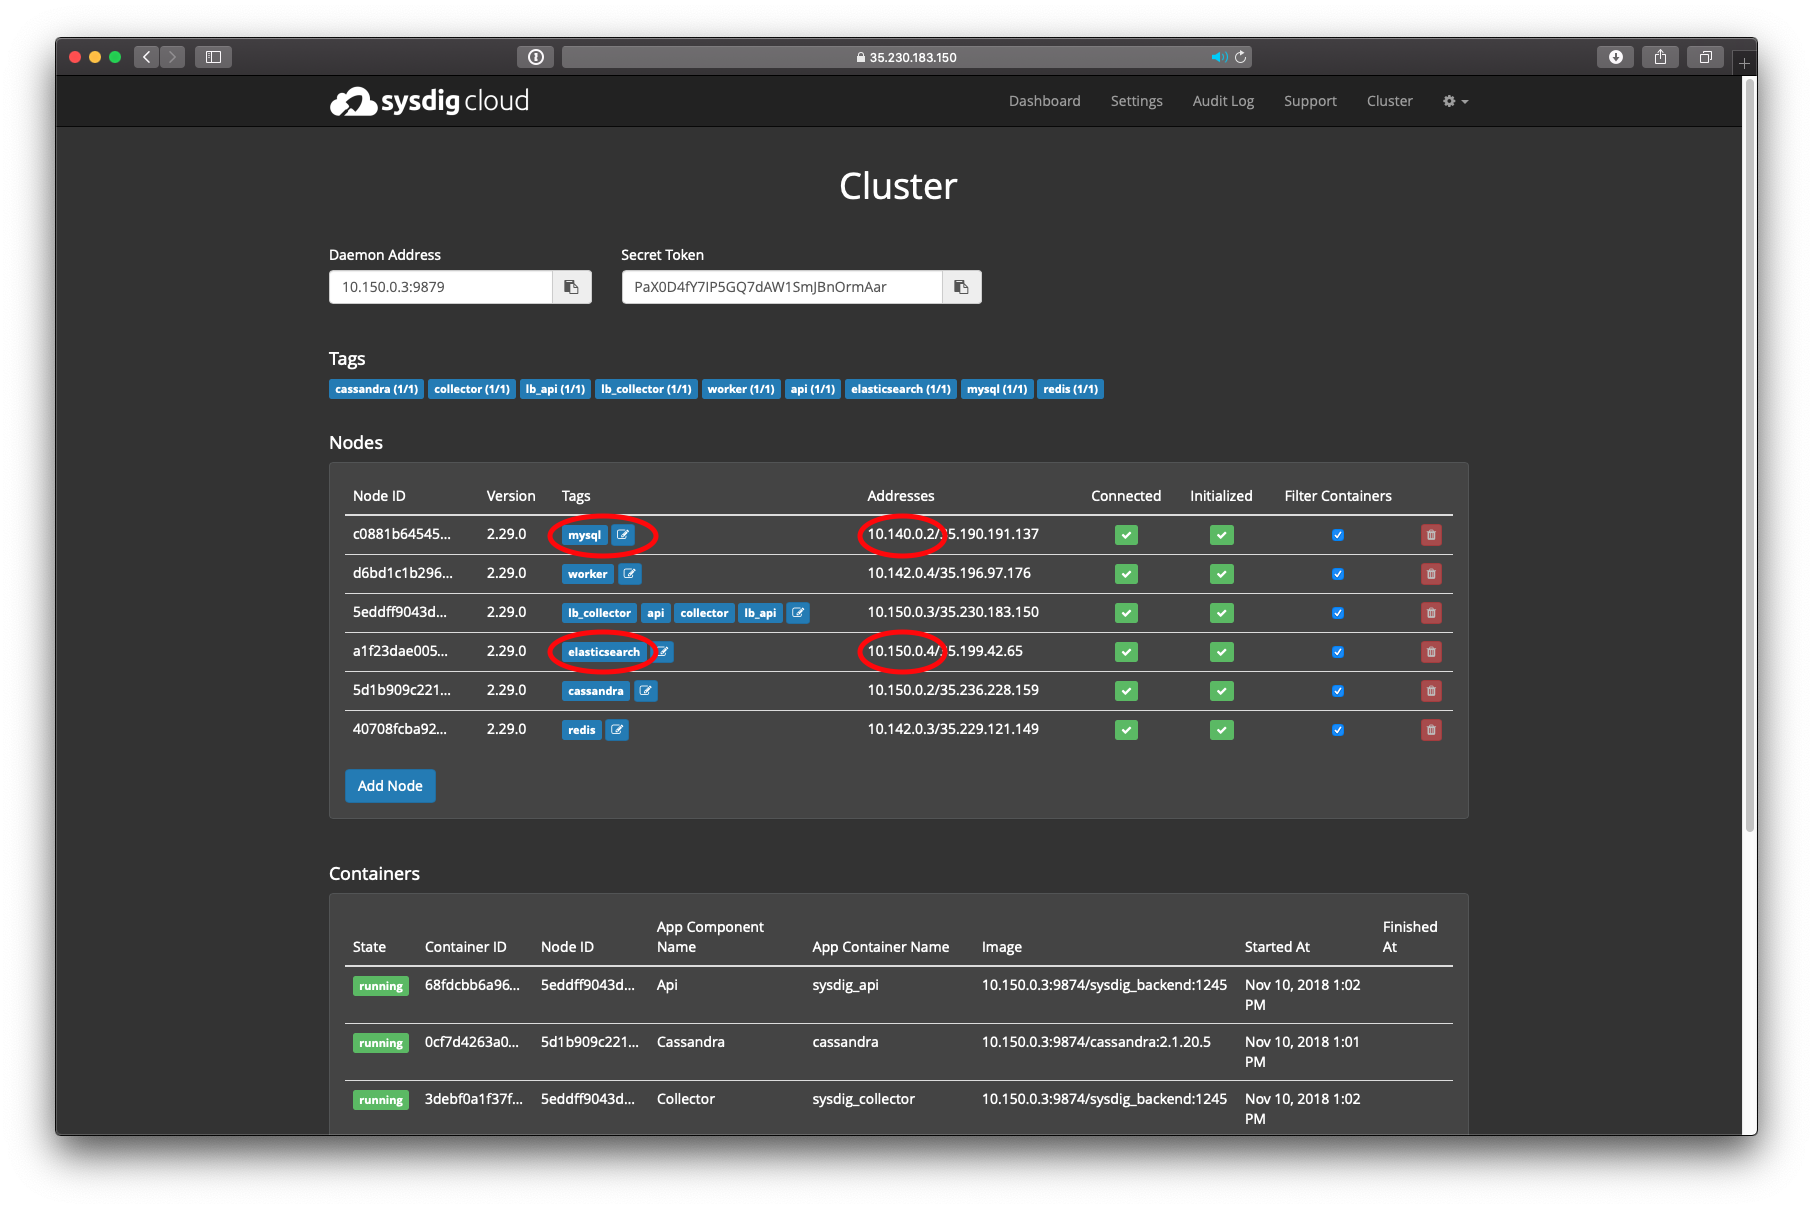 35.230.183.150
sysdig cloud
Dashboard Settings Audit Log Support Cluster
Cluster
Daemon Address Secret Token
10.150.0.3:9879 PaX0D4fY7IP5GQ7dAW1SmJBnOrmAar
Tags
cassandra (1/1) collector (1/1) lb_api (1/1) lb_collector (1/1) worker (1/1) api (1/1) elasticsearch (1/1) mysql (1/1) redis (1/1)
Nodes
Node ID Version Tags Addresses Connected Initialized Filter Containers
c0881b64545... 2.29.0 mysql 10.140.0.2/35.190.191.137
d6bd1c1b296... 2.29.0 worker 10.142.0.4/35.196.97.176
5eddff9043d... 2.29.0 lb_collector api collector lb_api 10.150.0.3/35.230.183.150
a1f23dae005... 2.29.0 elasticsearch 10.150.0.4/35.199.42.65
5d1b909c221... 2.29.0 cassandra 10.150.0.2/35.236.228.159
40708fcba92... 2.29.0 redis 10.142.0.3/35.229.121.149
Add Node
Containers
State Container ID Node ID App Component Name App Container Name Image Started At Finished At
running 68fdcbb6a96... 5eddff9043d... Api sysdig_api 10.150.0.3:9874/sysdig_backend:1245 Nov 10, 2018 1:02 PM
running 0cf7d4263a0... 5d1b909c221... Cassandra cassandra 10.150.0.3:9874/cassandra:2.1.20.5 Nov 10, 2018 1:01 PM
running 3debf0a1f37f... 5eddff9043d... Collector sysdig_collector 10.150.0.3:9874/sysdig_backend:1245 Nov 10, 2018 1:02 PM